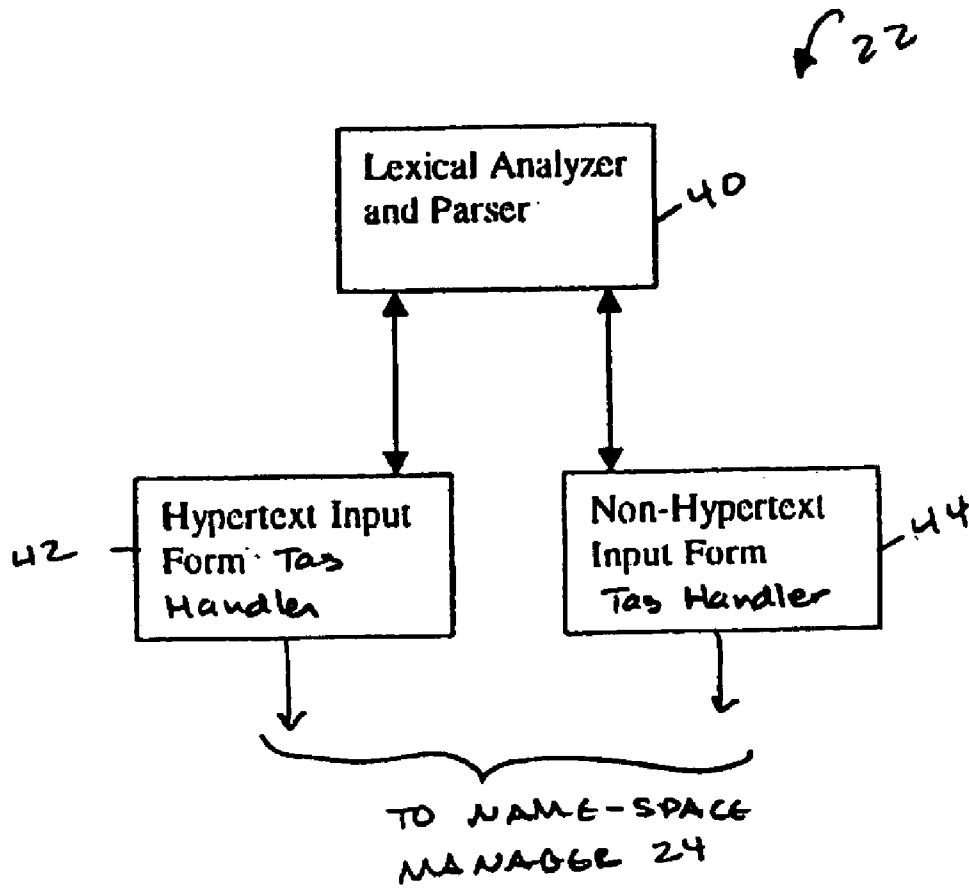 22
Lexical Analyzer
and Parser
40
Hypertext Input
Form Tag
Handler
42
Non-Hypertext
Input Form
Tag Handler
44
TO NAME-SPACE
MANAGER 24